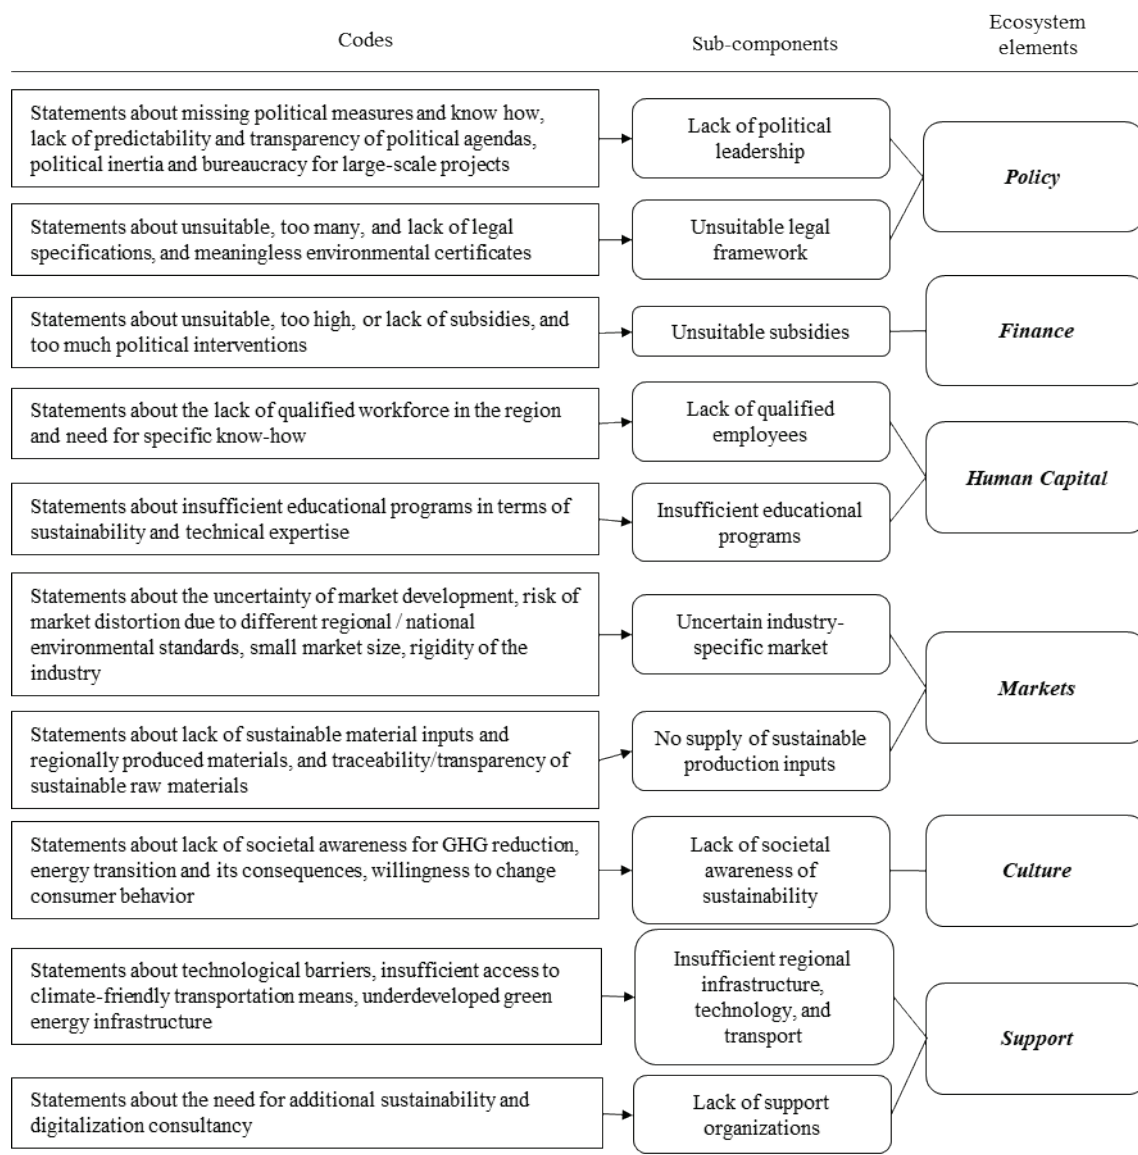 Codes
Sub-components
Ecosystem
elements
Statements about missing political measures and know how,
lack of predictability and transparency of political agendas,
political inertia and bureaucracy for large-scale projects
Lack of political
leadership
Policy
Statements about unsuitable, too many, and lack of legal
specifications, and meaningless environmental certificates
Unsuitable legal
framework
Statements about unsuitable, too high, or lack of subsidies, and
too much political interventions
Unsuitable subsidies
Finance
Statements about the lack of qualified workforce in the region
and need for specific know-how
Lack of qualified
employees
Human Capital
Statements about insufficient educational programs in terms of
sustainability and technical expertise
Insufficient educational
programs
Statements about the uncertainty of market development, risk of
market distortion due to different regional / national
environmental standards, small market size, rigidity of the
industry
Uncertain industry-
specific market
Markets
Statements about lack of sustainable material inputs and
regionally produced materials, and traceability/transparency of
sustainable raw materials
No supply of sustainable
production inputs
Statements about lack of societal awareness for GHG reduction,
energy transition and its consequences, willingness to change
consumer behavior
Lack of societal
awareness of
sustainability
Culture
Statements about technological barriers, insufficient access to
climate-friendly transportation means, underdeveloped green
energy infrastructure
Insufficient regional
infrastructure,
technology, and
transport
Support
Statements about the need for additional sustainability and
digitalization consultancy
Lack of support
organizations